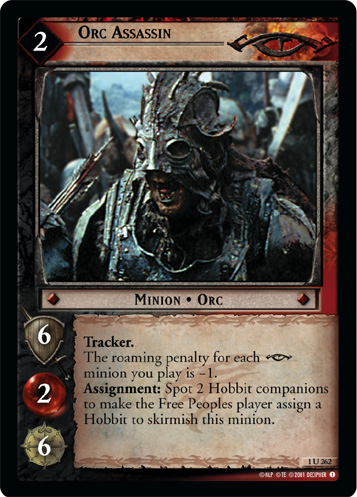 2
ORC ASSASSIN
MINION • ORC
6
2
6
Tracker.
The roaming penalty for each
minion you play is -1.
Assignment: Spot 2 Hobbit companions
to make the Free Peoples player assign a
Hobbit to skirmish this minion.
1 U 262
©NLP ©TE ©2001 DECIPHER